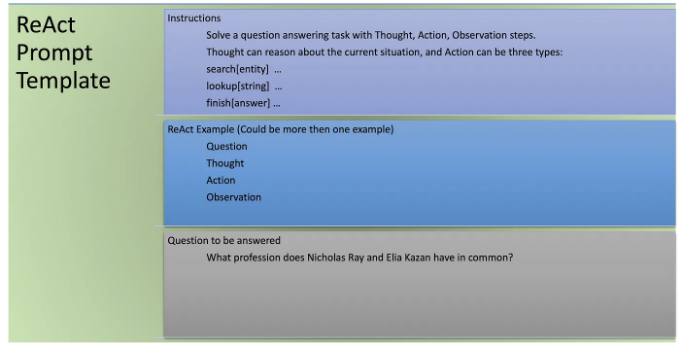 ReAct
Prompt
Template
Instructions
Solve a question answering task with Thought, Action, Observation steps.
Thought can reason about the current situation, and Action can be three types:
search[entity] ...
lookup[string] ...
finish[answer] ...
ReAct Example (Could be more then one example)
Question
Thought
Action
Observation
Question to be answered
What profession does Nicholas Ray and Elia Kazan have in common?